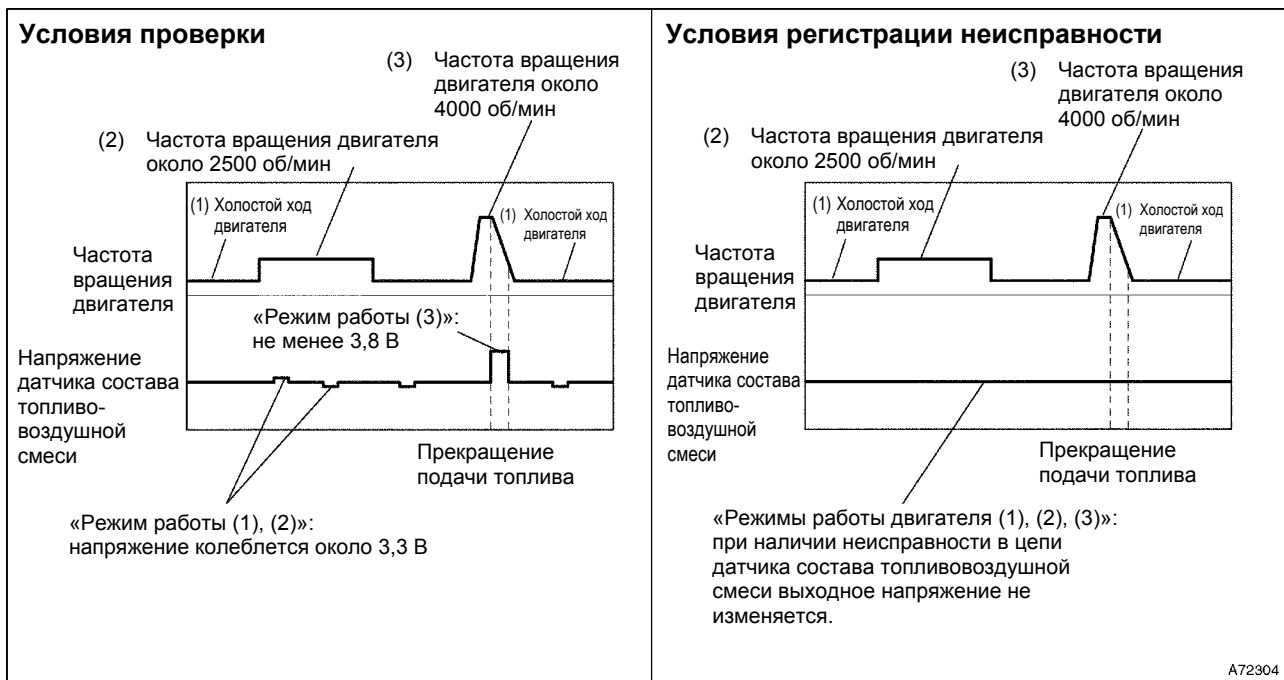 Условия проверки
(3) Частота вращения
двигателя около
4000 об/мин
(2) Частота вращения двигателя
около 2500 об/мин
(1) Холостой ход
двигателя
(1) Холостой ход
двигателя
Частота
вращения
двигателя
«Режим работы (3)»:
не менее 3,8 В
Напряжение
датчика состава
топливо-
воздушной
смеси
Прекращение
подачи топлива
«Режим работы (1), (2)»:
напряжение колеблется около 3,3 В
Условия регистрации неисправности
(3) Частота вращения
двигателя около
4000 об/мин
(2) Частота вращения двигателя
около 2500 об/мин
(1) Холостой ход
двигателя
(1) Холостой ход
двигателя
Частота
вращения
двигателя
Напряжение
датчика состава
топливо-
воздушной
смеси
Прекращение
подачи топлива
«Режимы работы двигателя (1), (2), (3)»:
при наличии неисправности в цепи
датчика состава топливовоздушной
смеси выходное напряжение не
изменяется.
A72304